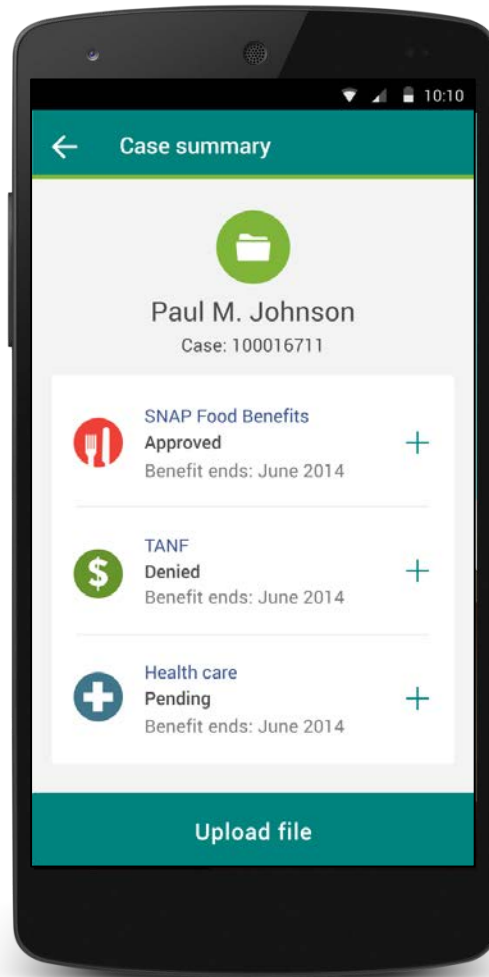 10:10
Case summary
Paul M. Johnson
Case: 100016711
SNAP Food Benefits
Approved
Benefit ends: June 2014
TANF
Denied
Benefit ends: June 2014
Health care
Pending
Benefit ends: June 2014
Upload file